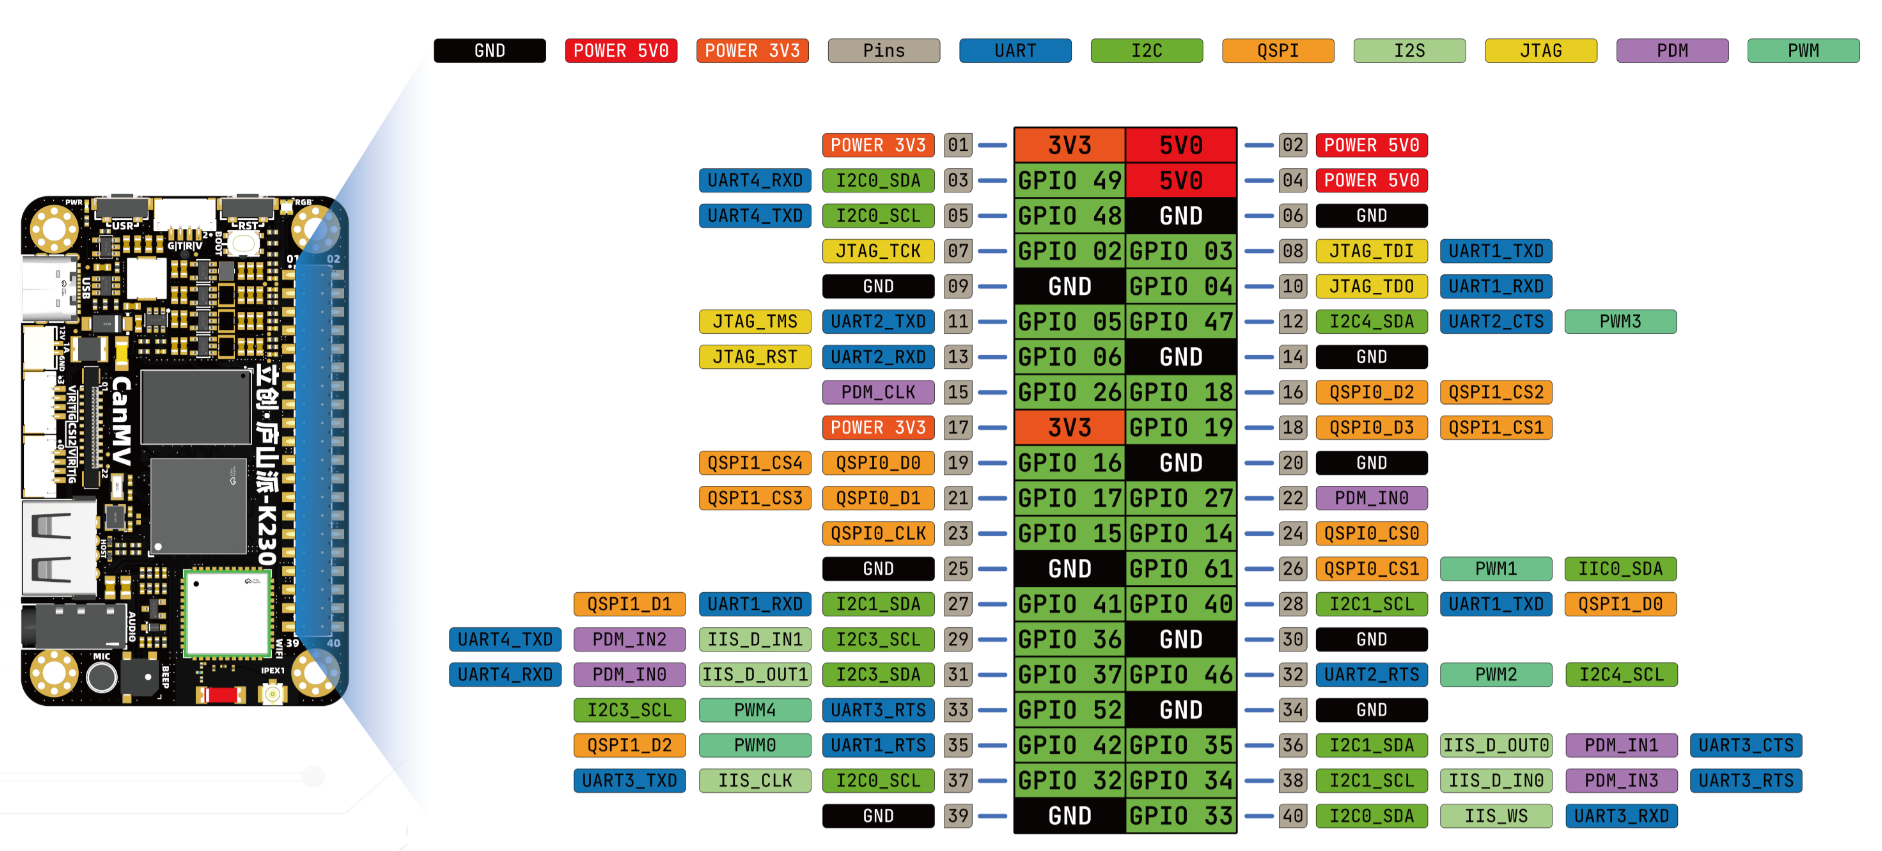 GND POWER 5V0 POWER 3V3 Pins UART I2C QSPI I2S JTAG PDM PWM
POWER 3V3 01 3V3 5V0 02 POWER 5V0
UART4_RXD I2C0_SDA 03 GPIO 49 5V0 04 POWER 5V0
UART4_TXD I2C0_SCL 05 GPIO 48 GND 06 GND
JTAG_TCK 07 GPIO 02 GPIO 03 08 JTAG_TDI UART1_TXD
GND 09 GND GPIO 04 10 JTAG_TDO UART1_RXD
JTAG_TMS UART2_TXD 11 GPIO 05 GPIO 47 12 I2C4_SDA UART2_CTS PWM3
JTAG_RST UART2_RXD 13 GPIO 06 GND 14 GND
PDM_CLK 15 GPIO 26 GPIO 18 16 QSPI0_D2 QSPI1_CS2
POWER 3V3 17 3V3 GPIO 19 18 QSPI0_D3 QSPI1_CS1
QSPI1_CS4 QSPI0_D0 19 GPIO 16 GND 20 GND
QSPI1_CS3 QSPI0_D1 21 GPIO 17 GPIO 27 22 PDM_IN0
QSPI0_CLK 23 GPIO 15 GPIO 14 24 QSPI0_CS0
GND 25 GND GPIO 61 26 QSPI0_CS1 PWM1 IIC0_SDA
QSPI1_D1 UART1_RXD I2C1_SDA 27 GPIO 41 GPIO 40 28 I2C1_SCL UART1_TXD QSPI1_D0
UART4_TXD PDM_IN2 IIS_D_IN1 I2C3_SCL 29 GPIO 36 GND 30 GND
UART4_RXD PDM_IN0 IIS_D_OUT1 I2C3_SDA 31 GPIO 37 GPIO 46 32 UART2_RTS PWM2 I2C4_SCL
I2C3_SCL PWM4 UART3_RTS 33 GPIO 52 GND 34 GND
QSPI1_D2 PWM0 UART1_RTS 35 GPIO 42 GPIO 35 36 I2C1_SDA IIS_D_OUT0 PDM_IN1 UART3_CTS
UART3_TXD IIS_CLK I2C0_SCL 37 GPIO 32 GPIO 34 38 I2C1_SCL IIS_D_IN0 PDM_IN3 UART3_RTS
GND 39 GND GPIO 33 40 I2C0_SDA IIS_WS UART3_RXD
PWR
USR
RST
RGB
G|T|R|V
2*
BOOT
01 02
USB
12V 1A
GND
CanMV
立创·庐山派-K230
01
22
HOST
AUDIO
MIC
BEEP
WIFI
39 40
IPEX1